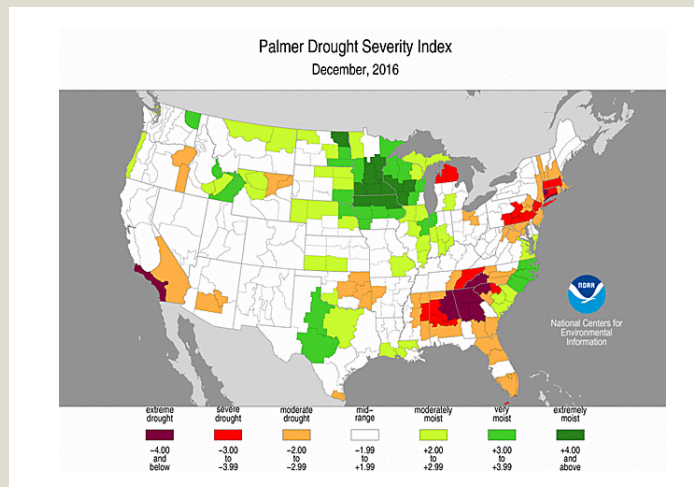 Palmer Drought Severity Index
December, 2016
NOAA
National Centers for
Environmental
Information
extreme
drought
severe
drought
moderate
drought
mid-
range
moderately
moist
very
moist
extremely
moist
-4.00
and
below
-3.00
to
-3.99
-2.00
to
-2.99
-1.99
to
+1.99
+2.00
to
+2.99
+3.00
to
+3.99
+4.00
and
above